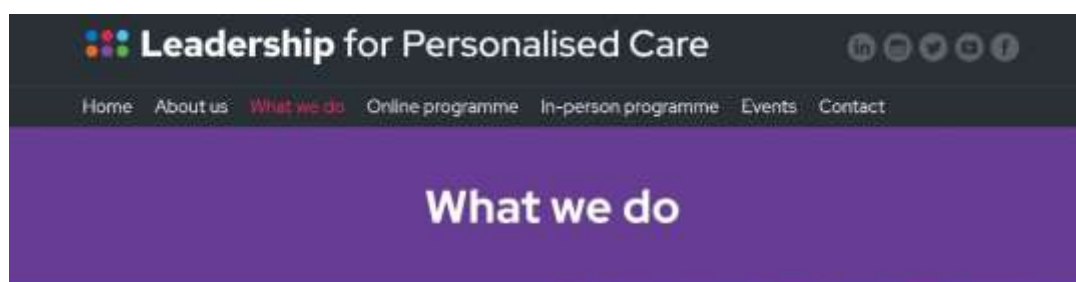 Leadership for Personalised Care
Home About us What we do Online programme In-person programme Events Contact
What we do